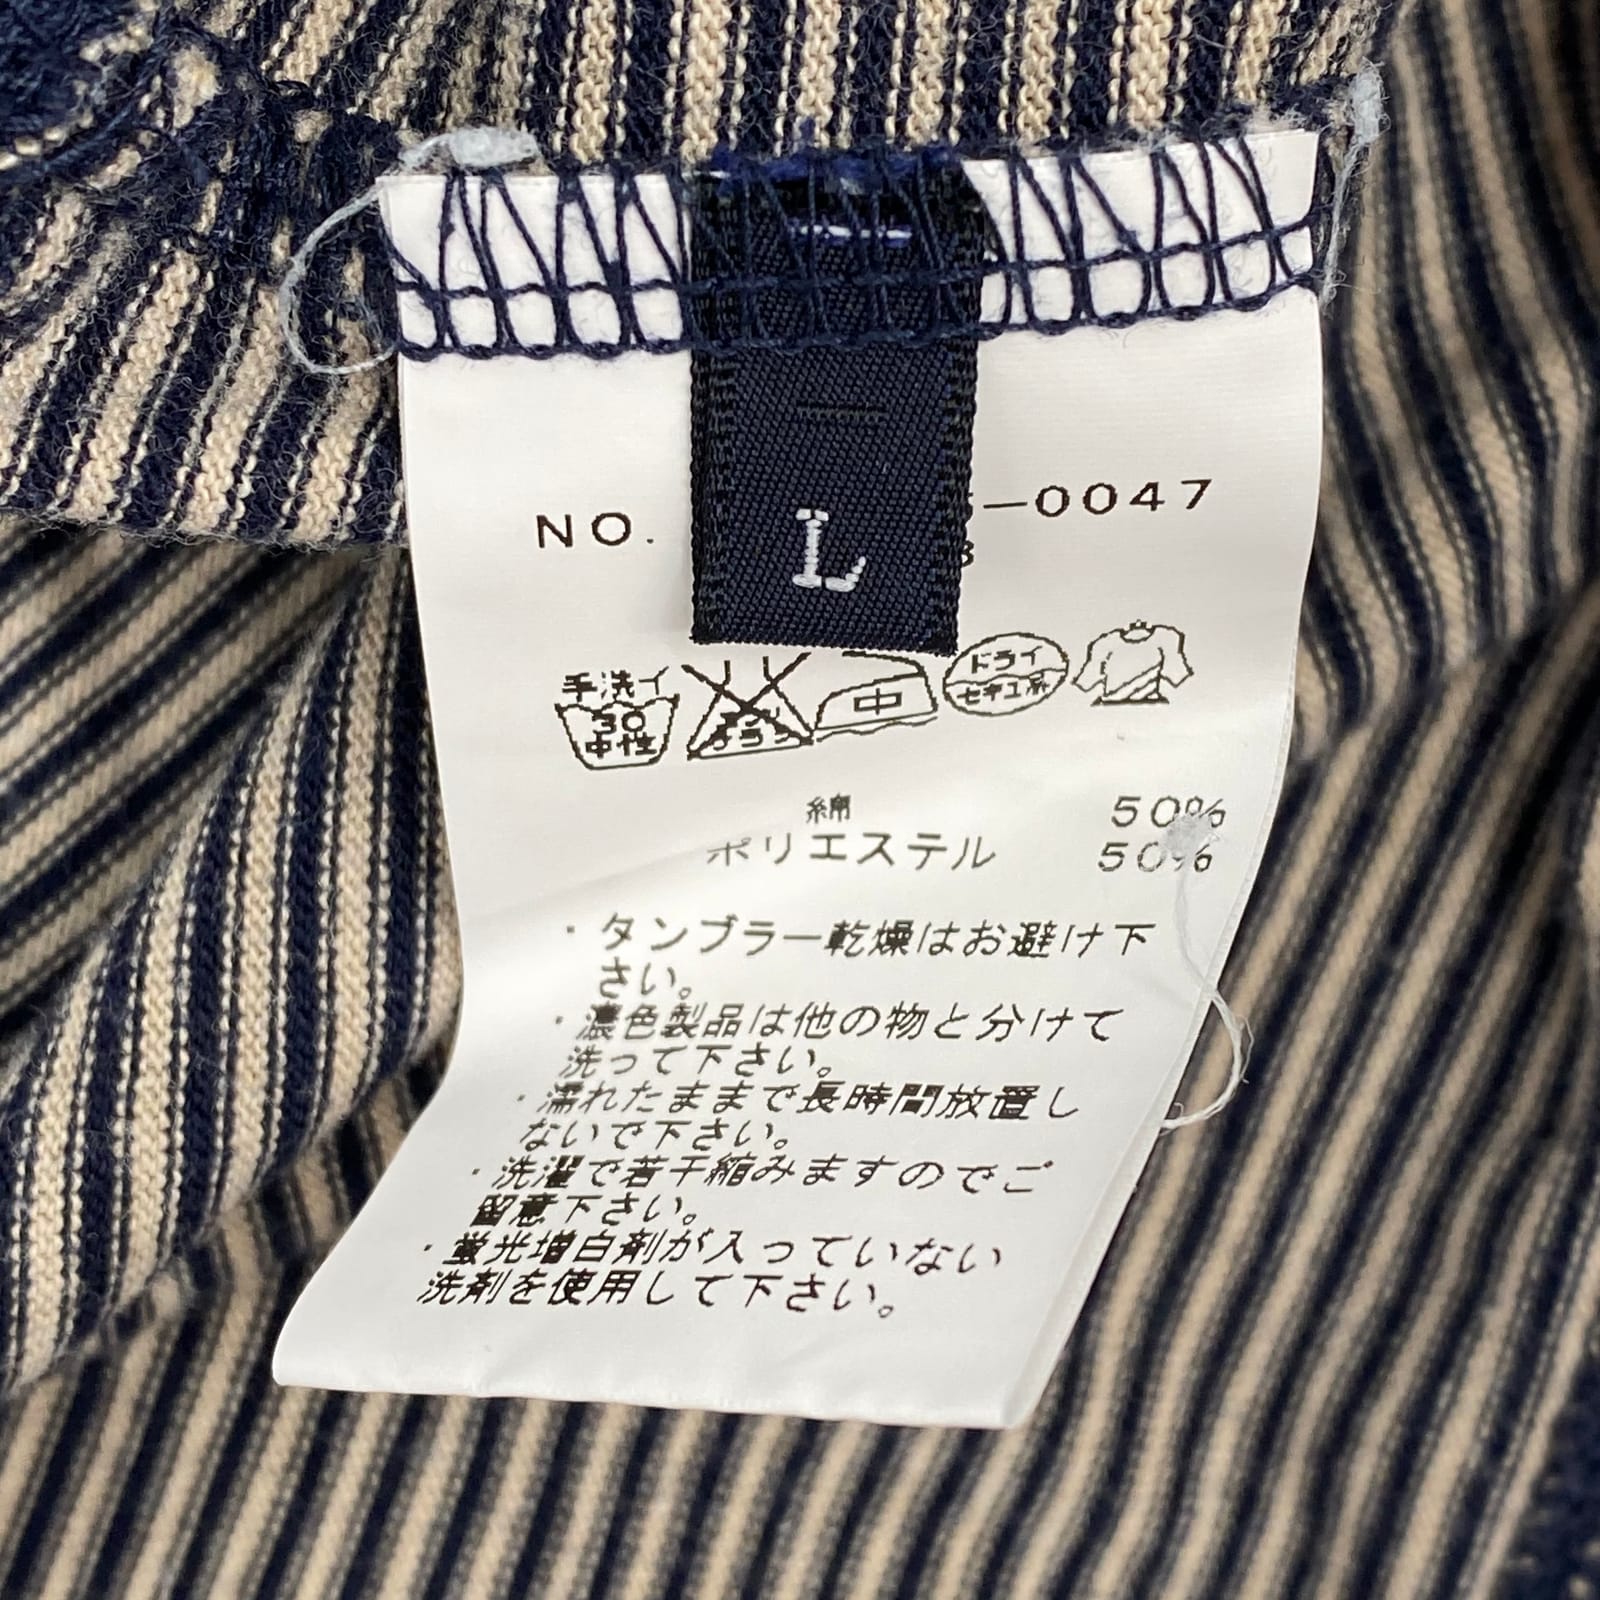 NO.
-0047
L
手洗イ
30
中性
中
ドライ
セキユ系
綿 50%
ポリエステル 50%
・タンブラー乾燥はお避け下
さい。
・濃色製品は他の物と分けて
洗って下さい。
・濡れたままで長時間放置し
ないで下さい。
・洗濯で若干縮みますのでご
留意下さい。
・蛍光増白剤が入っていない
洗剤を使用して下さい。